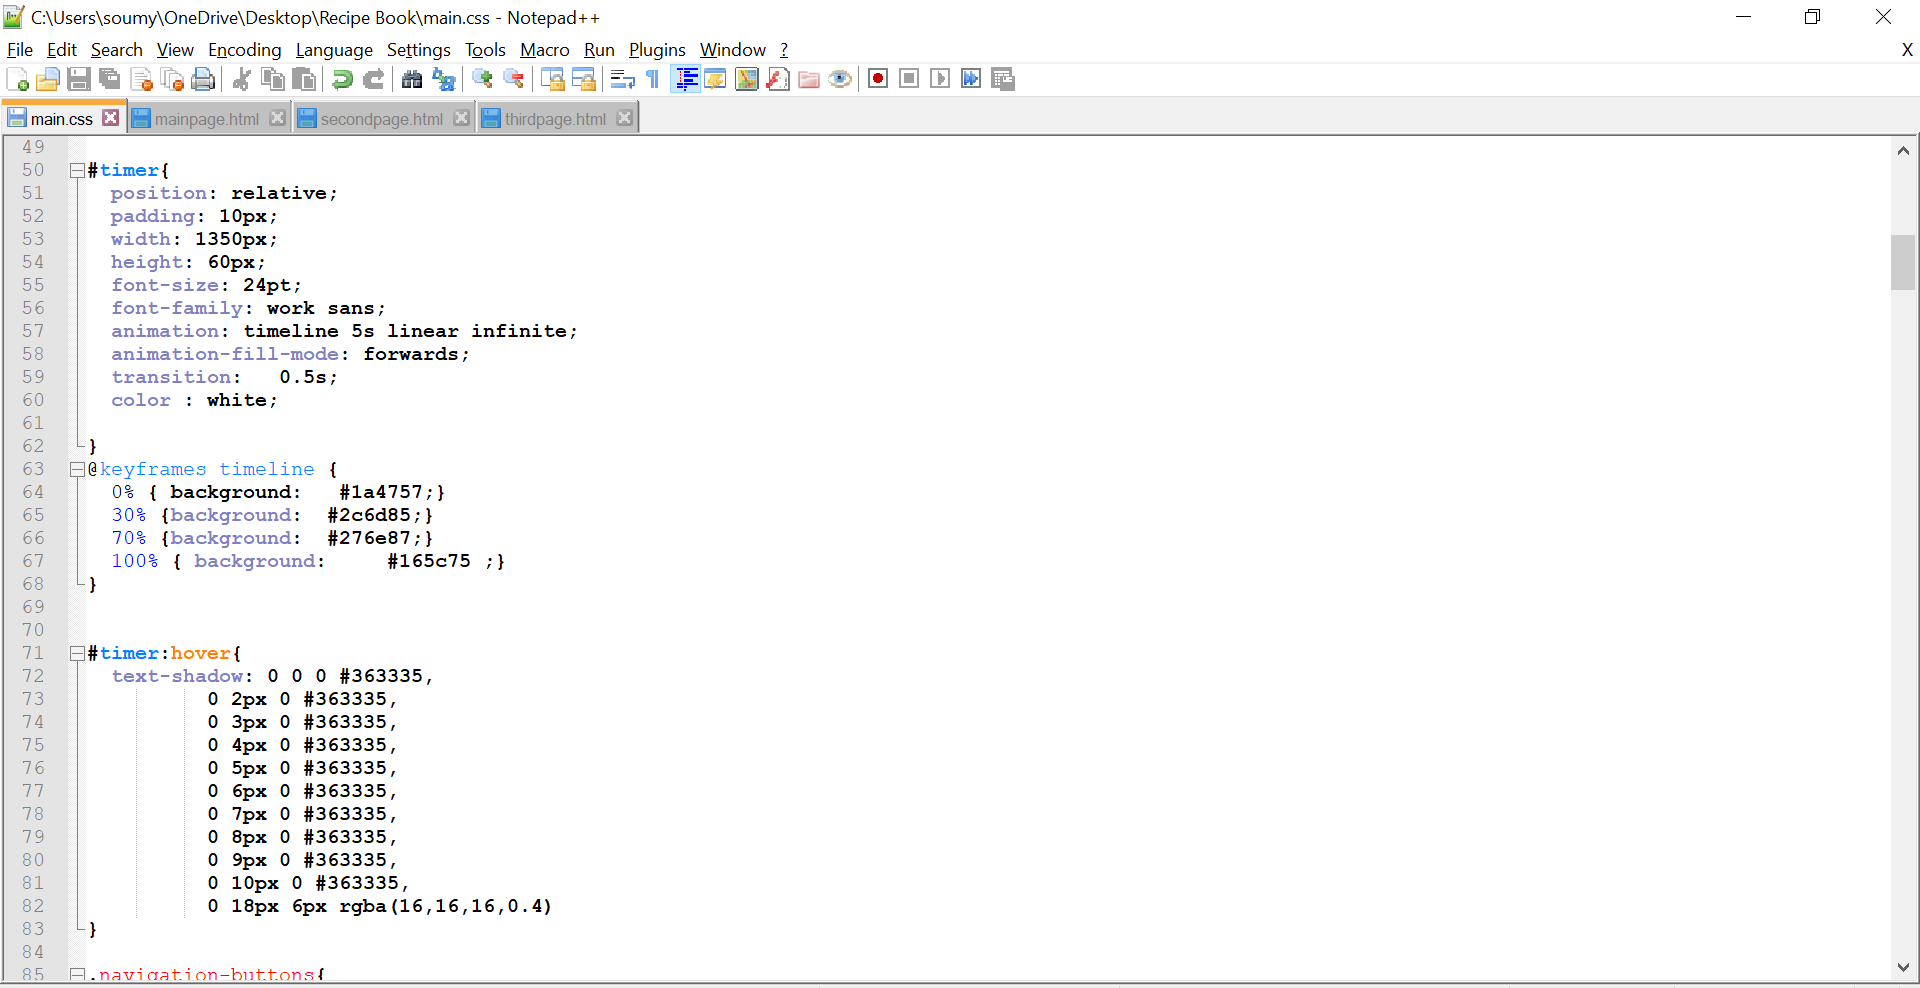 C:\Users\soumy\OneDrive\Desktop\Recipe Book\main.css - Notepad++
File Edit Search View Encoding Language Settings Tools Macro Run Plugins Window ? X
main.css mainpage.html secondpage.html thirdpage.html
49
50 #timer{
51 position: relative;
52 padding: 10px;
53 width: 1350px;
54 height: 60px;
55 font-size: 24pt;
56 font-family: work sans;
57 animation: timeline 5s linear infinite;
58 animation-fill-mode: forwards;
59 transition: 0.5s;
60 color : white;
61
62 }
63 @keyframes timeline {
64 0% { background: #1a4757;}
65 30% {background: #2c6d85;}
66 70% {background: #276e87;}
67 100% { background: #165c75 ;}
68 }
69
70
71 #timer:hover{
72 text-shadow: 0 0 0 #363335,
73 0 2px 0 #363335,
74 0 3px 0 #363335,
75 0 4px 0 #363335,
76 0 5px 0 #363335,
77 0 6px 0 #363335,
78 0 7px 0 #363335,
79 0 8px 0 #363335,
80 0 9px 0 #363335,
81 0 10px 0 #363335,
82 0 18px 6px rgba(16,16,16,0.4)
83 }
84
85 .navigation-buttons{